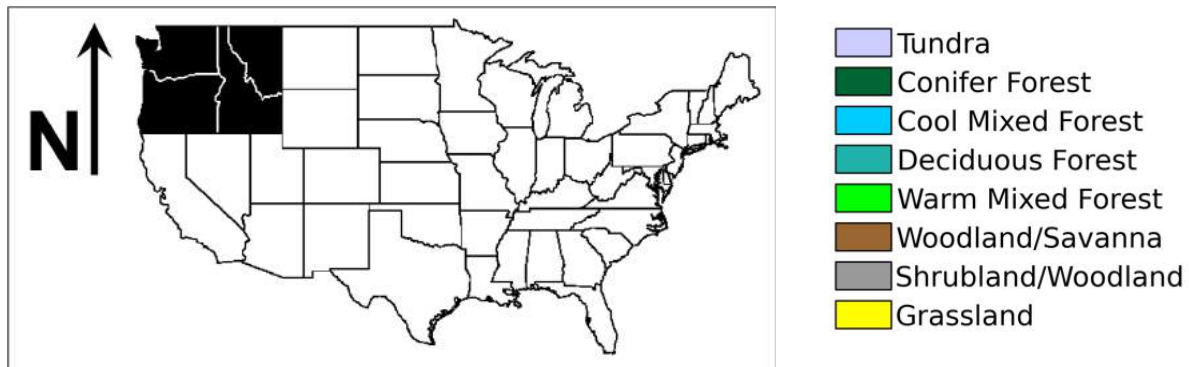 N
Tundra
Conifer Forest
Cool Mixed Forest
Deciduous Forest
Warm Mixed Forest
Woodland/Savanna
Shrubland/Woodland
Grassland